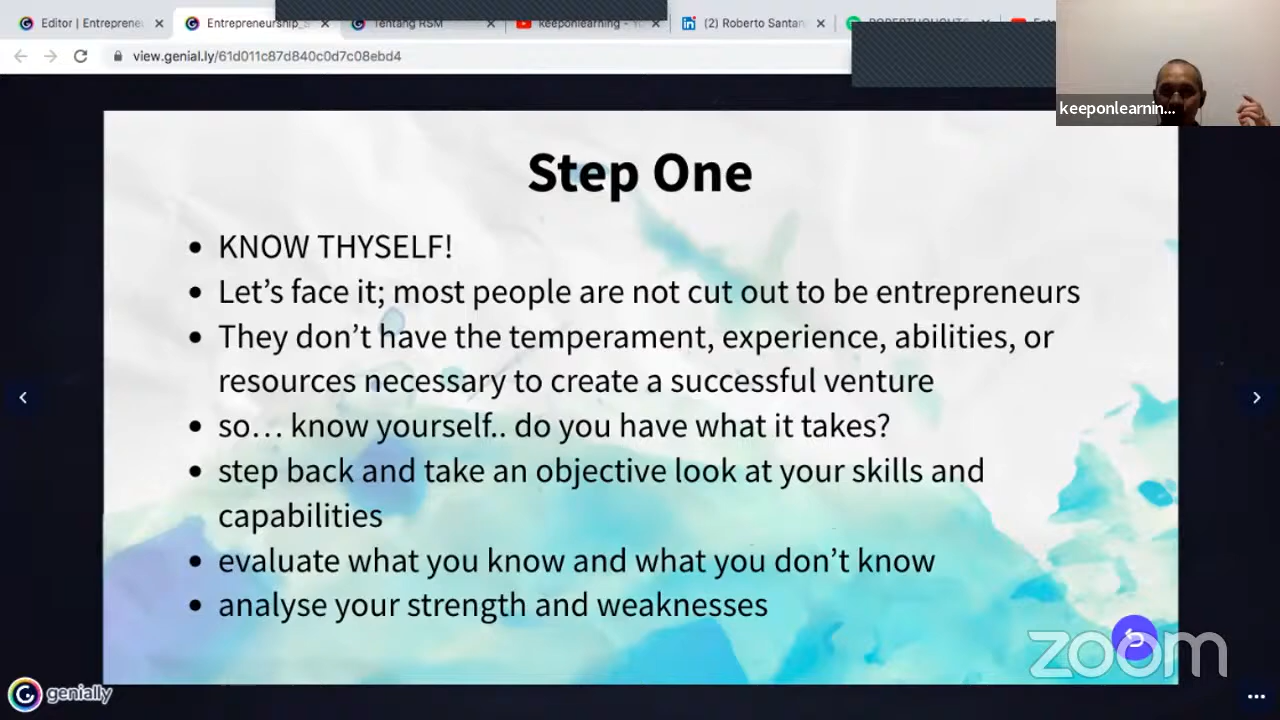 Editor | Entrepreneu
Entrepreneurship_S
Tentang RSM
keeponlearning - Yo
(2) Roberto Santan
view.genial.ly/61d011c87d840c0d7c08ebd4
keeponlearnin...
Step One
• KNOW THYSELF!
• Let's face it; most people are not cut out to be entrepreneurs
• They don't have the temperament, experience, abilities, or
resources necessary to create a successful venture
• so... know yourself.. do you have what it takes?
• step back and take an objective look at your skills and
capabilities
• evaluate what you know and what you don't know
• analyse your strength and weaknesses
zoom
genially